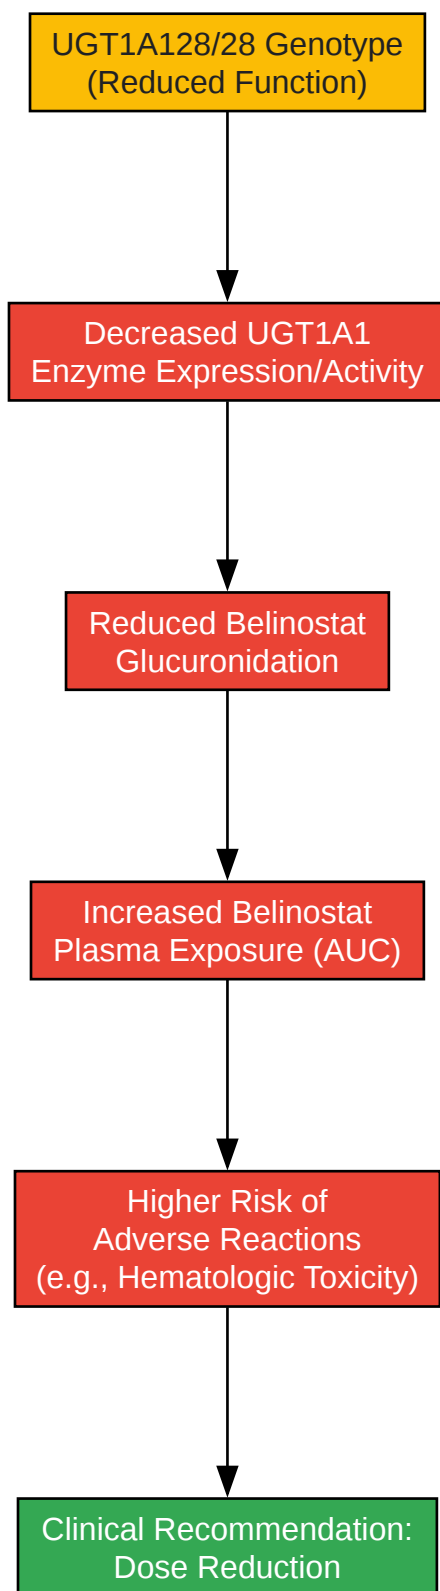 UGT1A128/28 Genotype
(Reduced Function)
Decreased UGT1A1
Enzyme Expression/Activity
Reduced Belinostat
Glucuronidation
Increased Belinostat
Plasma Exposure (AUC)
Higher Risk of
Adverse Reactions
(e.g., Hematologic Toxicity)
Clinical Recommendation:
Dose Reduction